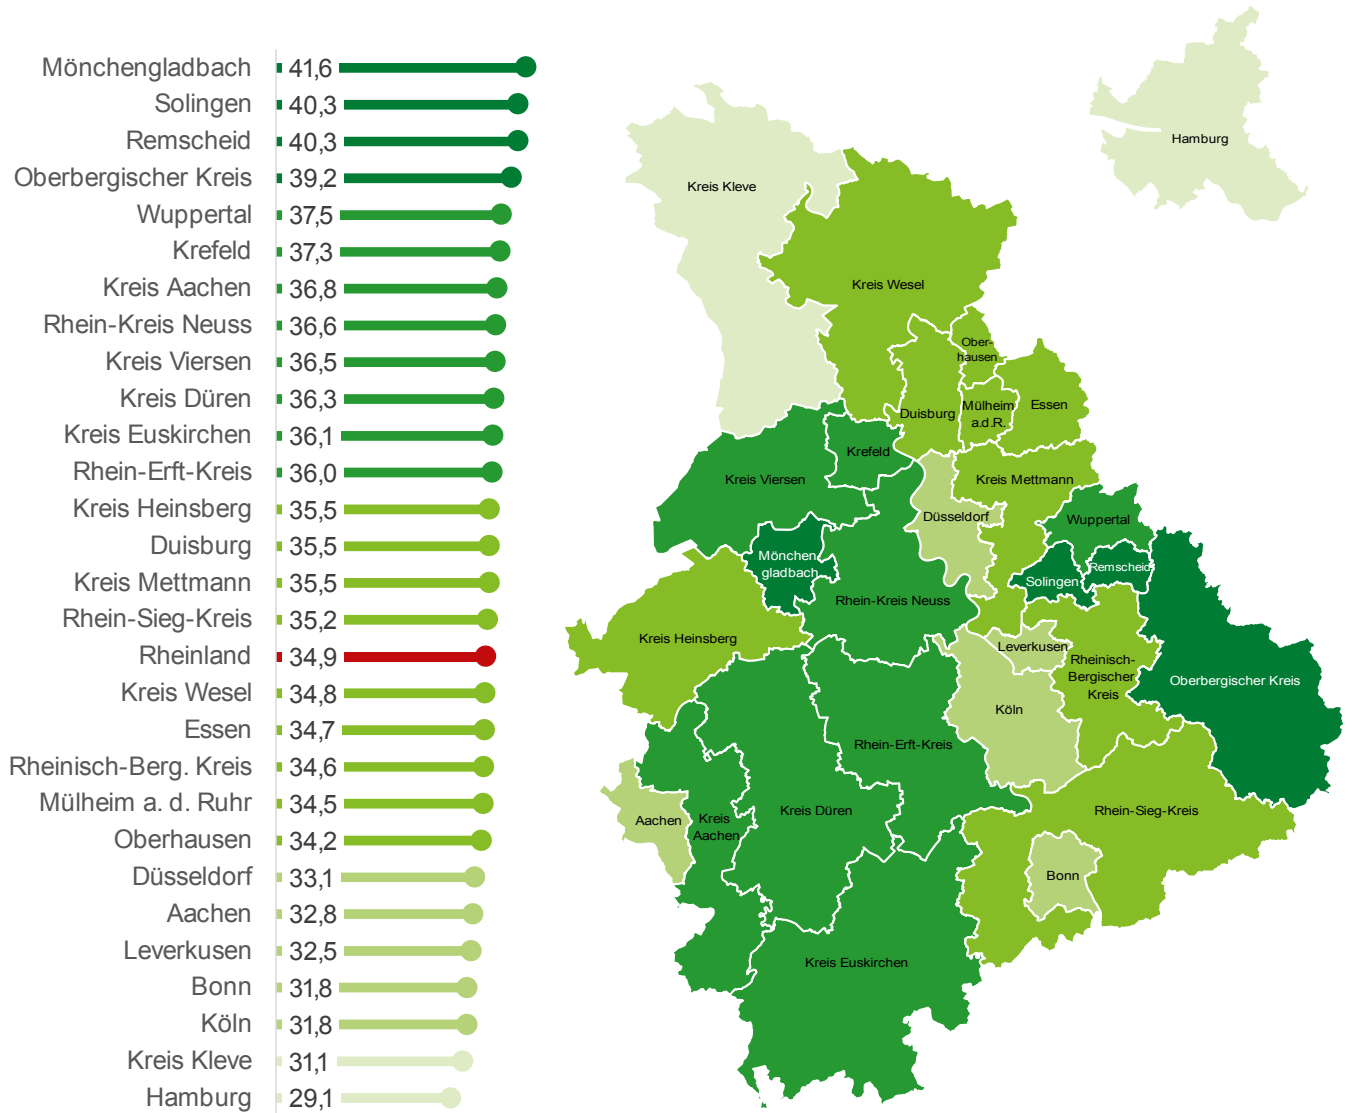 Mönchengladbach 41,6
Solingen 40,3
Remscheid 40,3
Oberbergischer Kreis 39,2
Wuppertal 37,5
Krefeld 37,3
Kreis Aachen 36,8
Rhein-Kreis Neuss 36,6
Kreis Viersen 36,5
Kreis Düren 36,3
Kreis Euskirchen 36,1
Rhein-Erft-Kreis 36,0
Kreis Heinsberg 35,5
Duisburg 35,5
Kreis Mettmann 35,5
Rhein-Sieg-Kreis 35,2
Rheinland 34,9
Kreis Wesel 34,8
Essen 34,7
Rheinisch-Berg. Kreis 34,6
Mülheim a. d. Ruhr 34,5
Oberhausen 34,2
Düsseldorf 33,1
Aachen 32,8
Leverkusen 32,5
Bonn 31,8
Köln 31,8
Kreis Kleve 31,1
Hamburg 29,1
Hamburg
Kreis Kleve
Kreis Wesel
Ober-
hausen
Duisburg
Mülheim
a.d.R.
Essen
Krefeld
Kreis Viersen
Kreis Mettmann
Düsseldorf
Wuppertal
Mönchen
gladbach
Solingen
Remscheid
Rhein-Kreis Neuss
Kreis Heinsberg
Leverkusen
Rheinisch-
Bergischer
Kreis
Oberbergischer Kreis
Köln
Rhein-Erft-Kreis
Aachen
Kreis
Aachen
Kreis Düren
Rhein-Sieg-Kreis
Bonn
Kreis Euskirchen